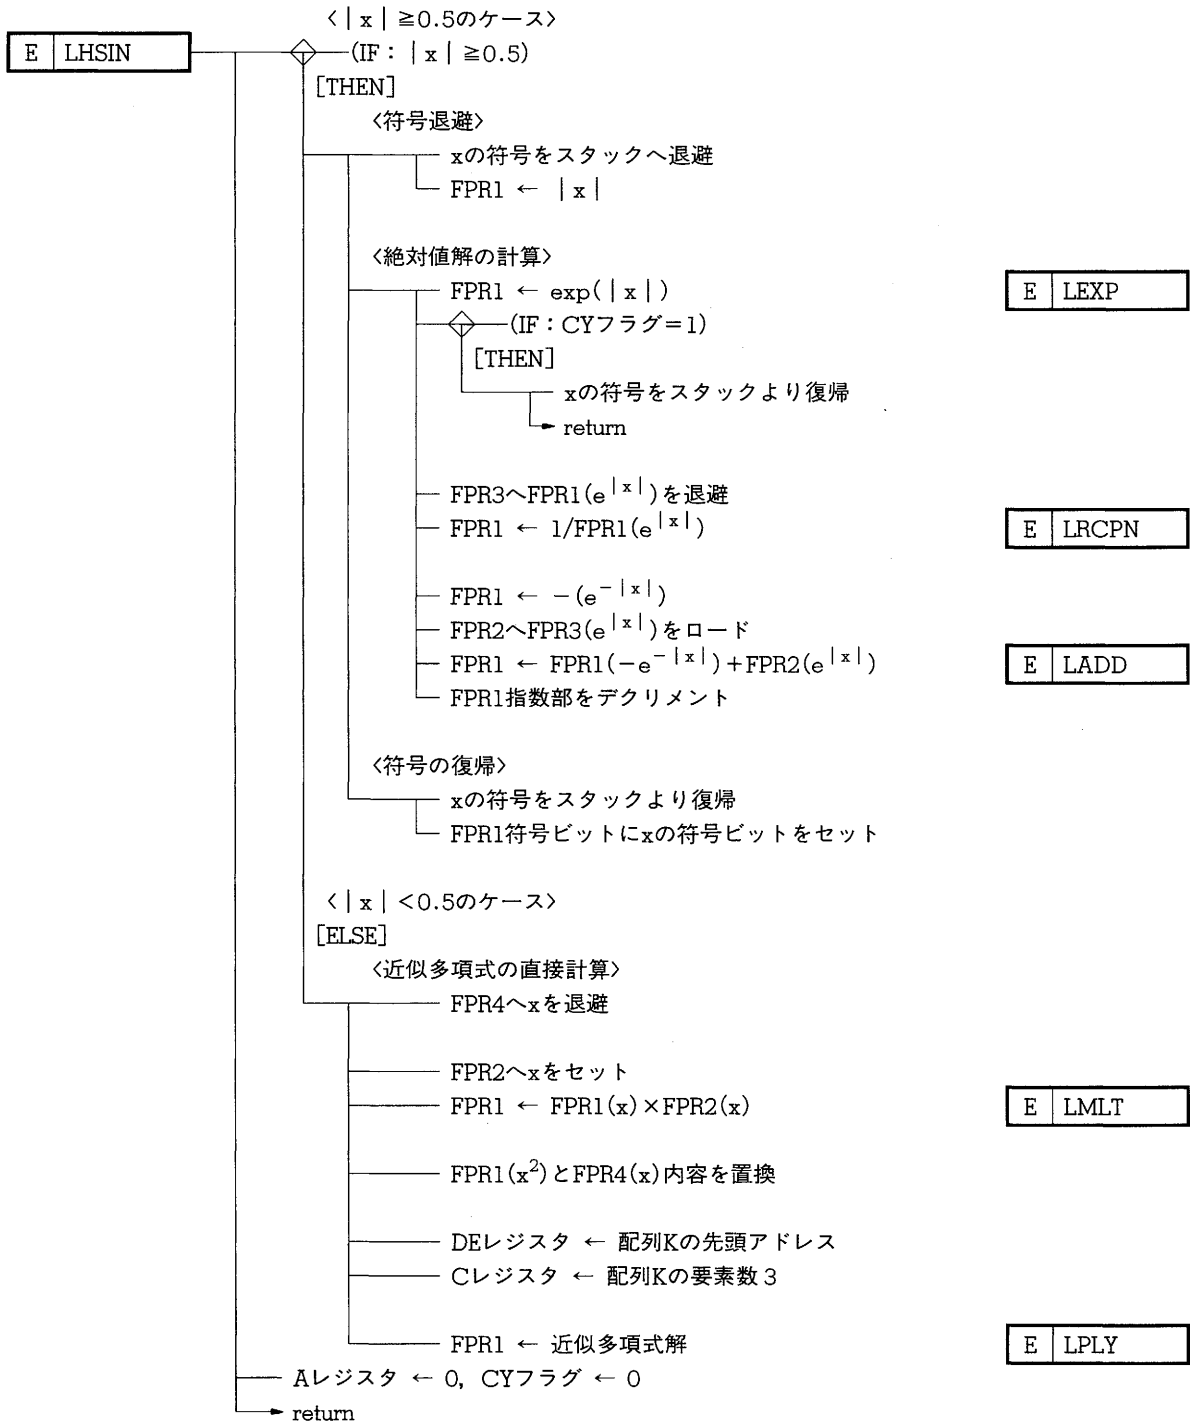 〈|x|≧0.5のケース〉
E LHSIN
(IF：|x|≧0.5)
[THEN]
〈符号退避〉
xの符号をスタックへ退避
FPR1 ← |x|
〈絶対値解の計算〉
FPR1 ← exp(|x|)
E LEXP
(IF：CYフラグ=1)
[THEN]
xの符号をスタックより復帰
return
FPR3へFPR1(e^|x|)を退避
FPR1 ← 1/FPR1(e^|x|)
E LRCPN
FPR1 ← −(e^−|x|)
FPR2へFPR3(e^|x|)をロード
FPR1 ← FPR1(−e^−|x|)+FPR2(e^|x|)
E LADD
FPR1指数部をデクリメント
〈符号の復帰〉
xの符号をスタックより復帰
FPR1符号ビットにxの符号ビットをセット
〈|x|<0.5のケース〉
[ELSE]
〈近似多項式の直接計算〉
FPR4へxを退避
FPR2へxをセット
FPR1 ← FPR1(x)×FPR2(x)
E LMLT
FPR1(x²)とFPR4(x)内容を置換
DEレジスタ ← 配列Kの先頭アドレス
Cレジスタ ← 配列Kの要素数3
FPR1 ← 近似多項式解
E LPLY
Aレジスタ ← 0, CYフラグ ← 0
return